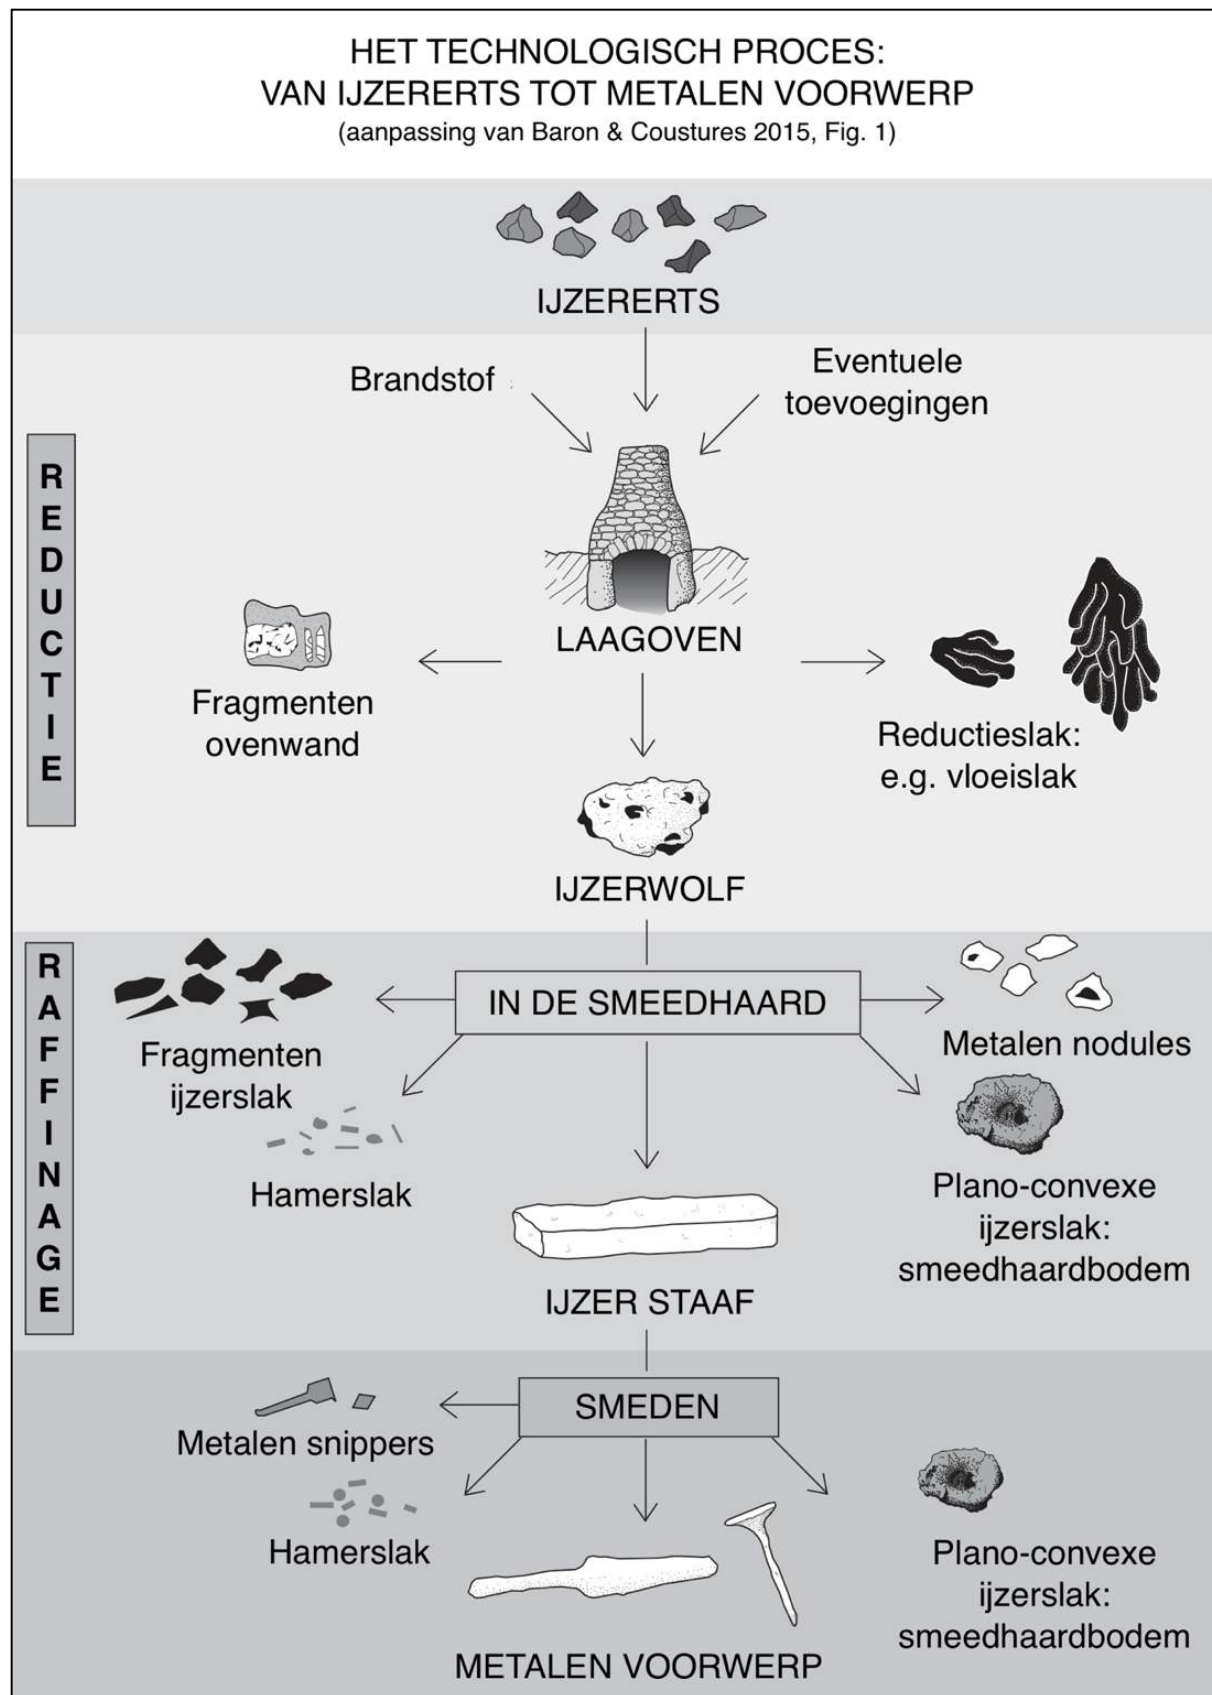 HET TECHNOLOGISCH PROCES:
VAN IJZERERTS TOT METALEN VOORWERP
(aanpassing van Baron & Coustures 2015, Fig. 1)
IJZERERTS
Brandstof
Eventuele
toevoegingen
REDUCTIE
LAAGOVEN
Fragmenten
ovenwand
Reductieslak:
e.g. vloeislak
IJZERWOLF
RAFFINAGE
IN DE SMEEDHAARD
Fragmenten
ijzerslak
Metalen nodules
Hamerslak
Plano-convexe
ijzerslak:
smeedhaardbodem
IJZER STAAF
SMEDEN
Metalen snippers
Hamerslak
Plano-convexe
ijzerslak:
smeedhaardbodem
METALEN VOORWERP